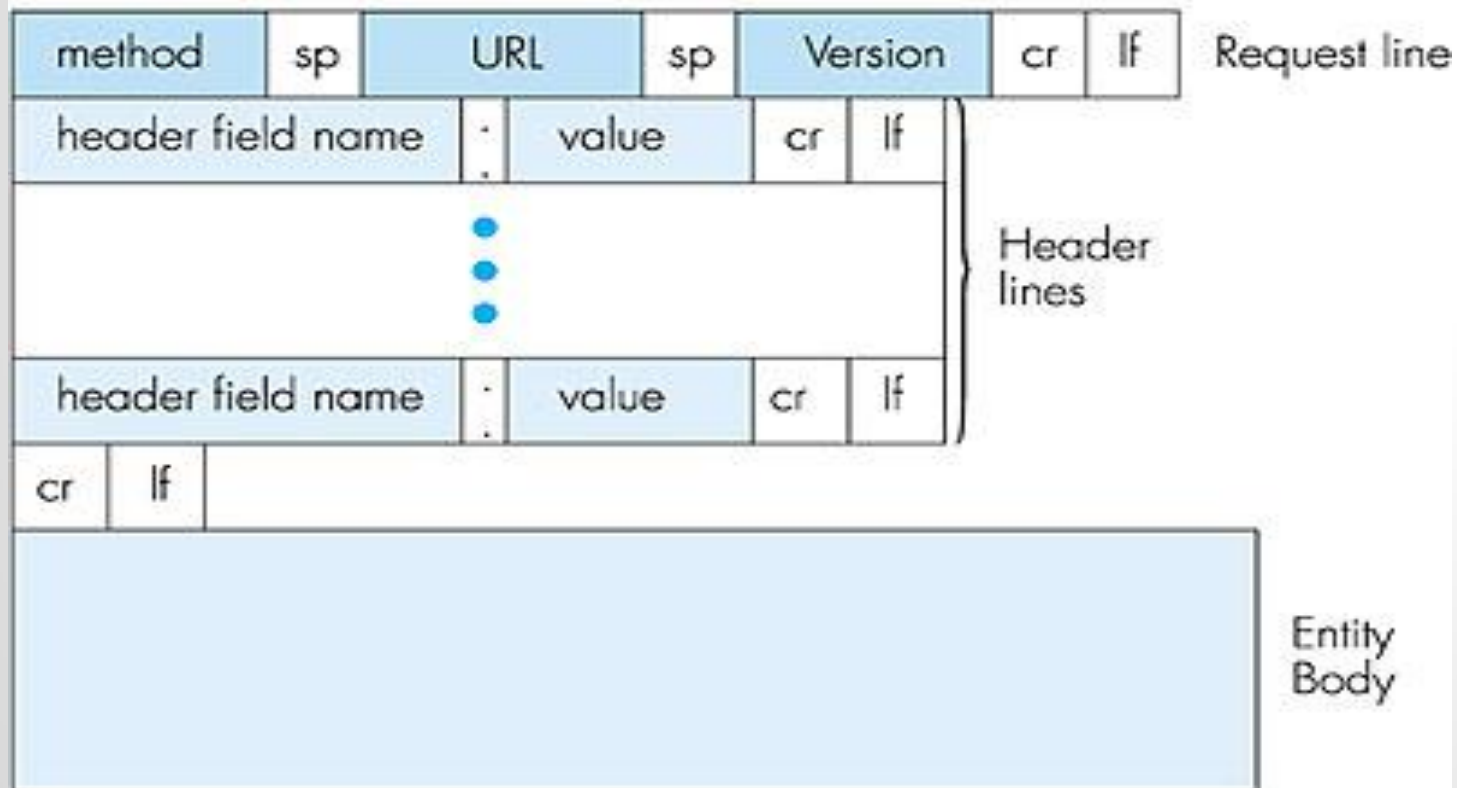 method sp URL sp Version cr lf Request line
header field name : value cr lf
Header
lines
header field name : value cr lf
cr lf
Entity
Body